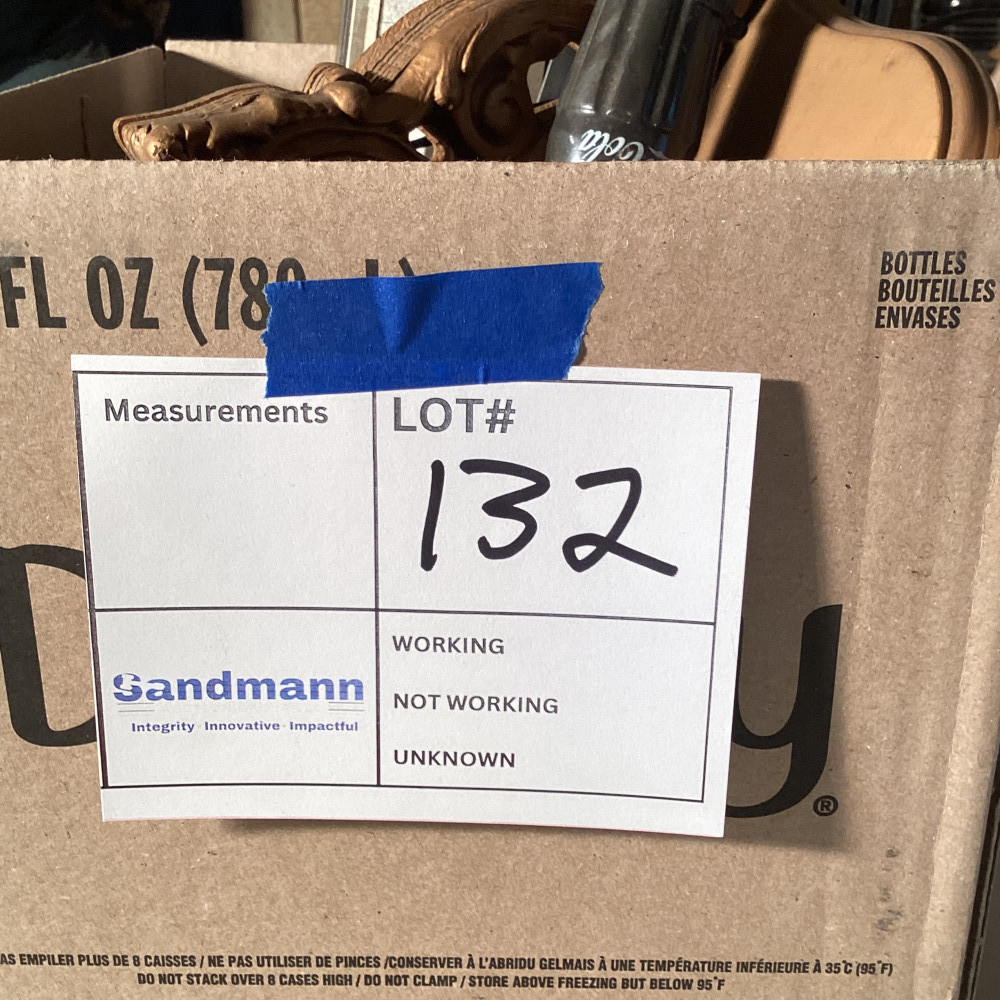 Cola
FL OZ (78
BOTTLES
BOUTEILLES
ENVASES
Measurements
LOT#
132
Sandmann
Integrity Innovative Impactful
WORKING
NOT WORKING
UNKNOWN
y®
AS EMPILER PLUS DE 8 CAISSES / NE PAS UTILISER DE PINCES /CONSERVER À L'ABRIDU GELMAIS À UNE TEMPÉRATURE INFÉRIEURE À 35°C (95°F)
DO NOT STACK OVER 8 CASES HIGH / DO NOT CLAMP / STORE ABOVE FREEZING BUT BELOW 95°F